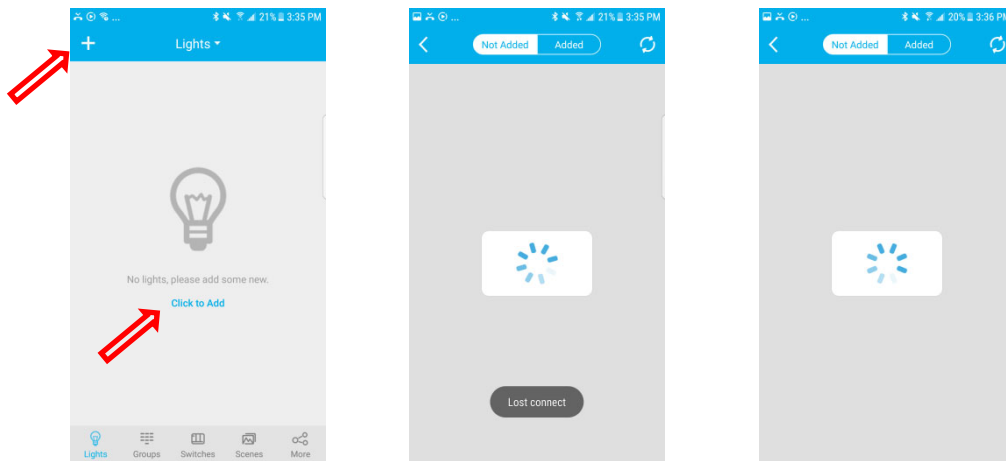 ... 21% 3:35 PM
Lights
No lights, please add some new.
Click to Add
Lights Groups Switches Scenes More
... 21% 3:35 PM
Not Added Added
Lost connect
... 20% 3:36 PM
Not Added Added